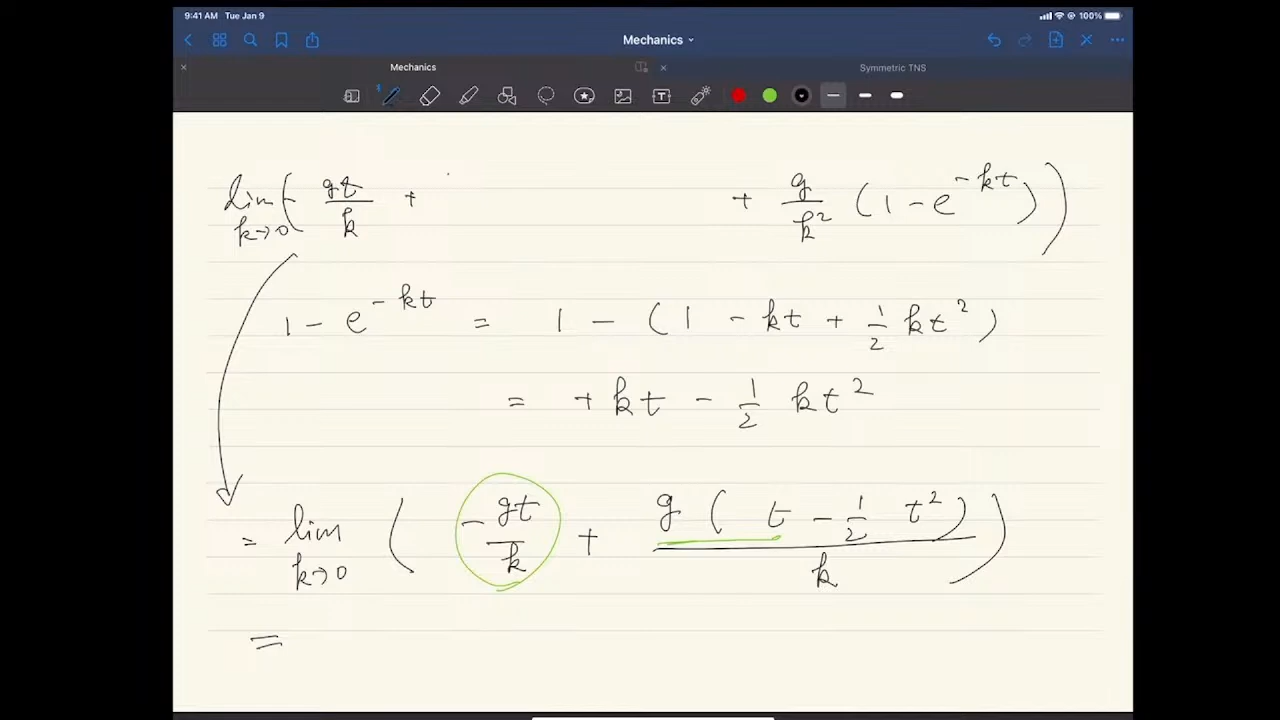 9:41 AM Tue Jan 9 100%
Mechanics
Mechanics Symmetric TNS
lim k→0 (− gt/k + + g/k² (1 − e^−kt))
1 − e^−kt = 1 − (1 − kt + 1/2 kt²)
= + kt − 1/2 kt²
= lim k→0 (− gt/k + g(t − 1/2 t²)/k)
=